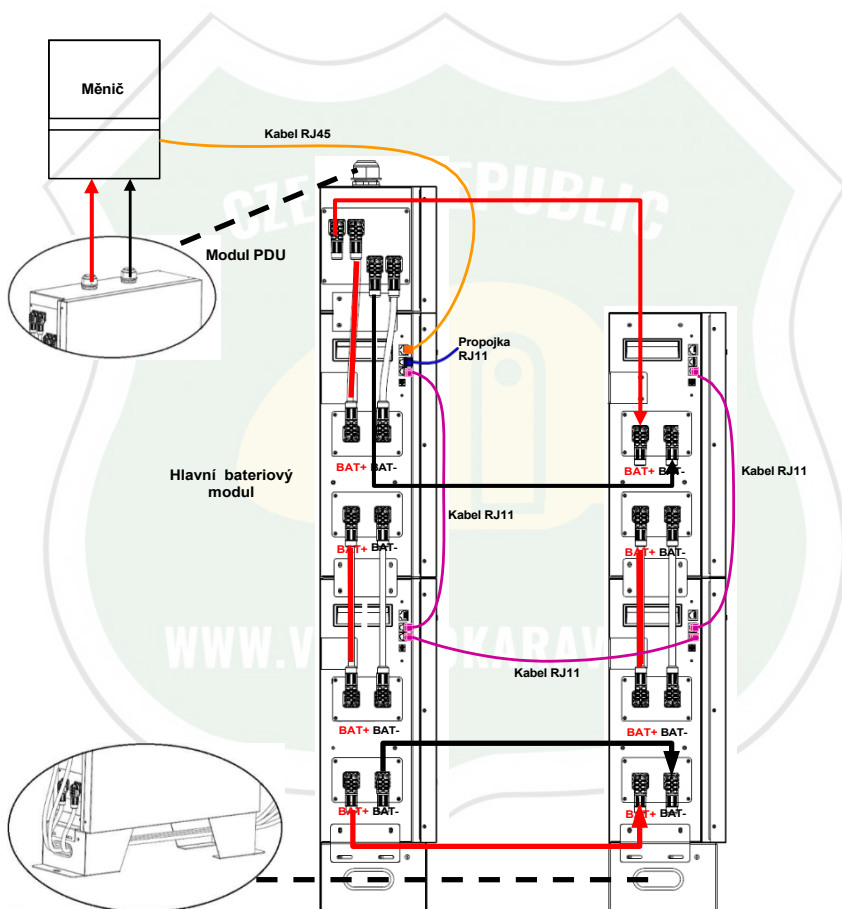 Měnič
Kabel RJ45
Modul PDU
Propojka
RJ11
BAT+ BAT-
BAT+ BAT-
Hlavní bateriový
modul
Kabel RJ11
Kabel RJ11
BAT+ BAT-
BAT+ BAT-
Kabel RJ11
BAT+ BAT-
BAT+ BAT-
BAT+ BAT-
BAT+ BAT-